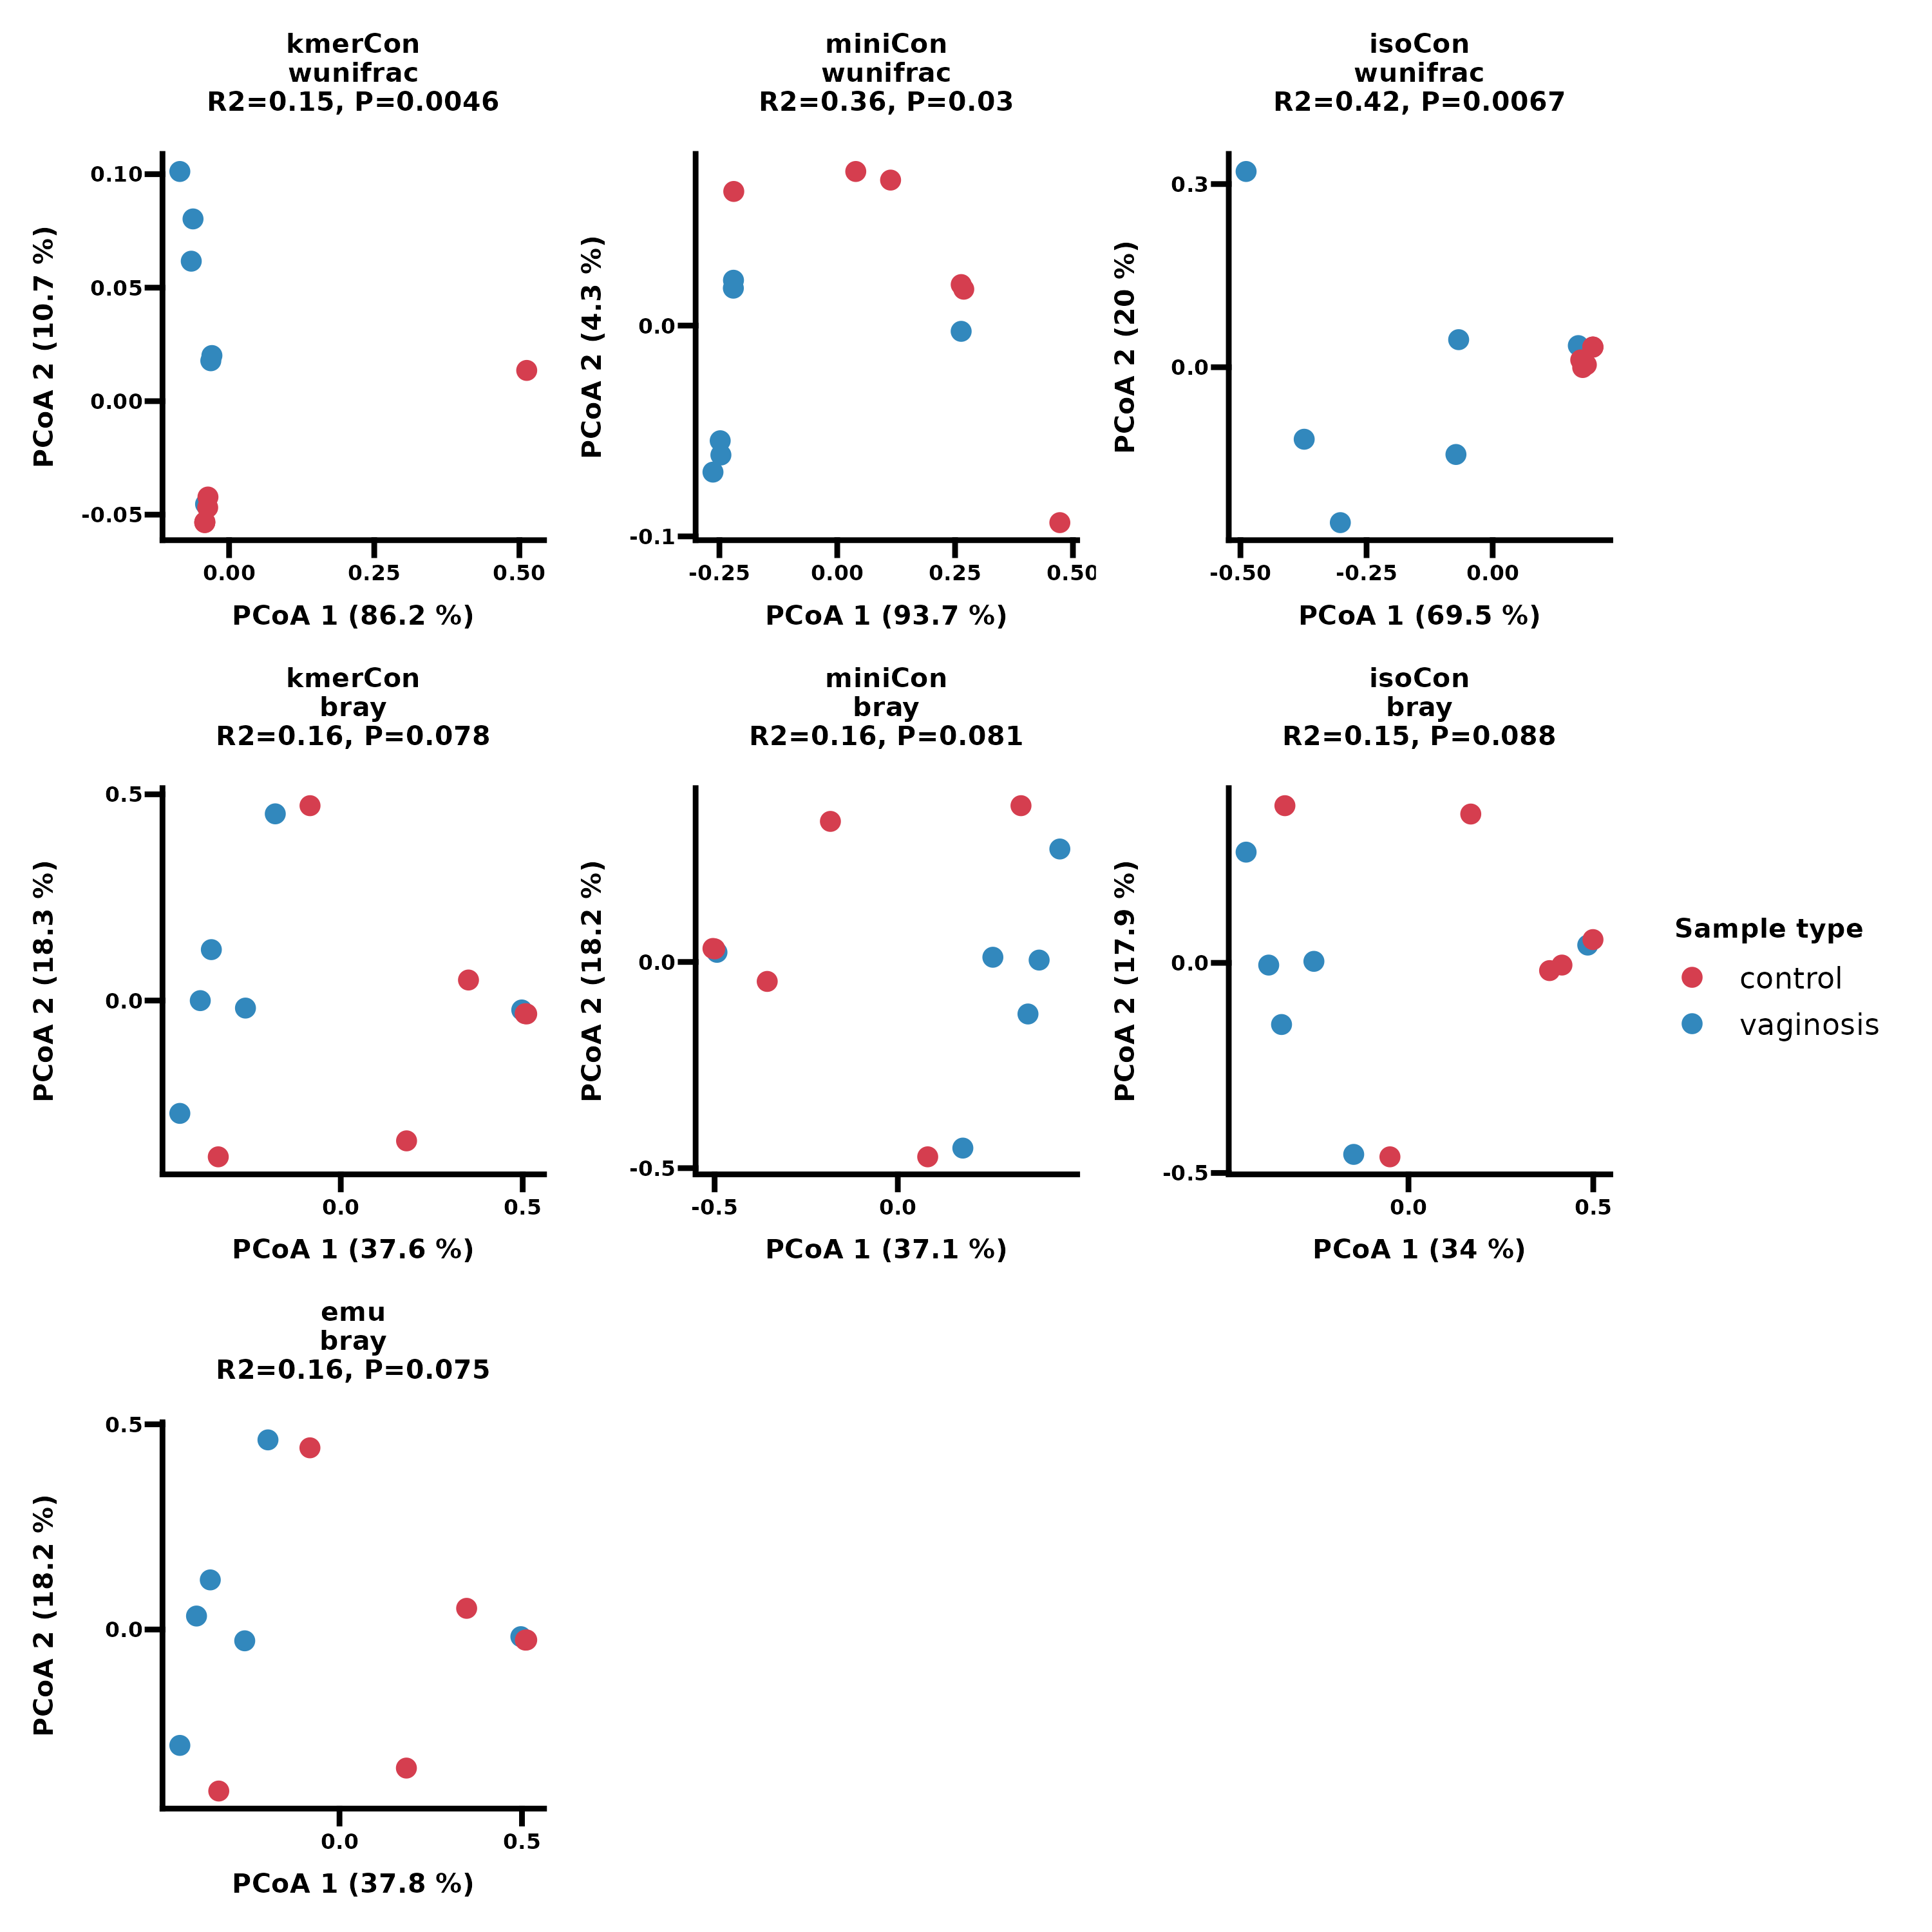 kmerCon
wunifrac
R2=0.15, P=0.0046
PCoA 2 (10.7 %)
0.10
0.05
0.00
-0.05
0.00 0.25 0.50
PCoA 1 (86.2 %)
miniCon
wunifrac
R2=0.36, P=0.03
PCoA 2 (4.3 %)
0.0
-0.1
-0.25 0.00 0.25 0.50
PCoA 1 (93.7 %)
isoCon
wunifrac
R2=0.42, P=0.0067
PCoA 2 (20 %)
0.3
0.0
-0.50 -0.25 0.00
PCoA 1 (69.5 %)
kmerCon
bray
R2=0.16, P=0.078
PCoA 2 (18.3 %)
0.5
0.0
0.0 0.5
PCoA 1 (37.6 %)
miniCon
bray
R2=0.16, P=0.081
PCoA 2 (18.2 %)
0.0
-0.5
-0.5 0.0
PCoA 1 (37.1 %)
isoCon
bray
R2=0.15, P=0.088
PCoA 2 (17.9 %)
0.0
-0.5
0.0 0.5
PCoA 1 (34 %)
Sample type
control
vaginosis
emu
bray
R2=0.16, P=0.075
PCoA 2 (18.2 %)
0.5
0.0
0.0 0.5
PCoA 1 (37.8 %)